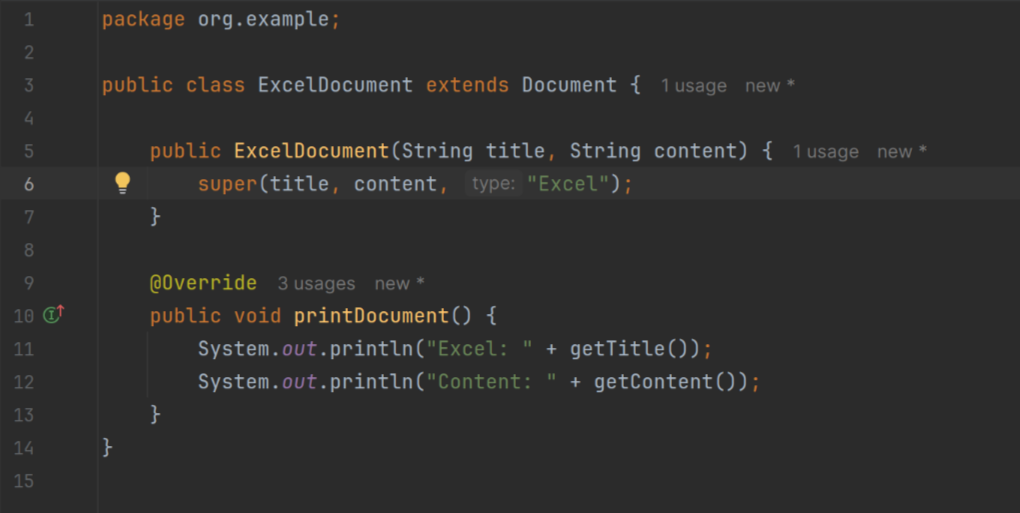 1 package org.example;
2
3 public class ExcelDocument extends Document { 1 usage new *
4
5 public ExcelDocument(String title, String content) { 1 usage new *
6 super(title, content, type: "Excel");
7 }
8
9 @Override 3 usages new *
10 public void printDocument() {
11 System.out.println("Excel: " + getTitle());
12 System.out.println("Content: " + getContent());
13 }
14 }
15